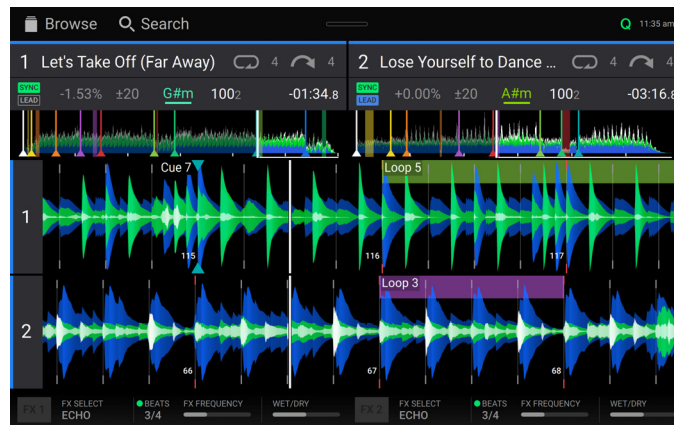 Browse Search Q 11:35 am
1 Let's Take Off (Far Away) 4 4 2 Lose Yourself to Dance ... 4 4
SYNC LEAD -1.53% ±20 G#m 100₂ -01:34.8 SYNC LEAD +0.00% ±20 A#m 100₂ -03:16.8
Cue 7 Loop 5
1
115 116 117
Loop 3
2
66 67 68
FX 1 FX SELECT ECHO BEATS 3/4 FX FREQUENCY WET/DRY FX 2 FX SELECT ECHO BEATS 3/4 FX FREQUENCY WET/DRY